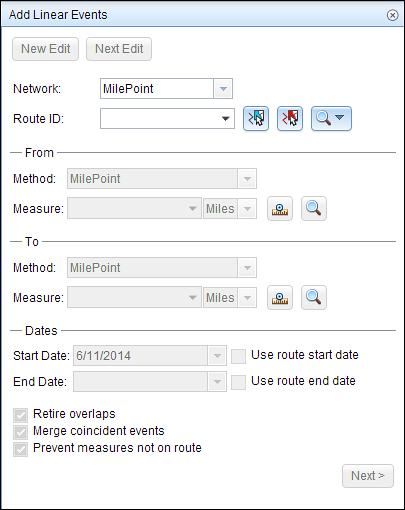 Add Linear Events
New Edit Next Edit
Network: MilePoint
Route ID:
From
Method: MilePoint
Measure: Miles
To
Method: MilePoint
Measure: Miles
Dates
Start Date: 6/11/2014 Use route start date
End Date: Use route end date
Retire overlaps
Merge coincident events
Prevent measures not on route
Next >